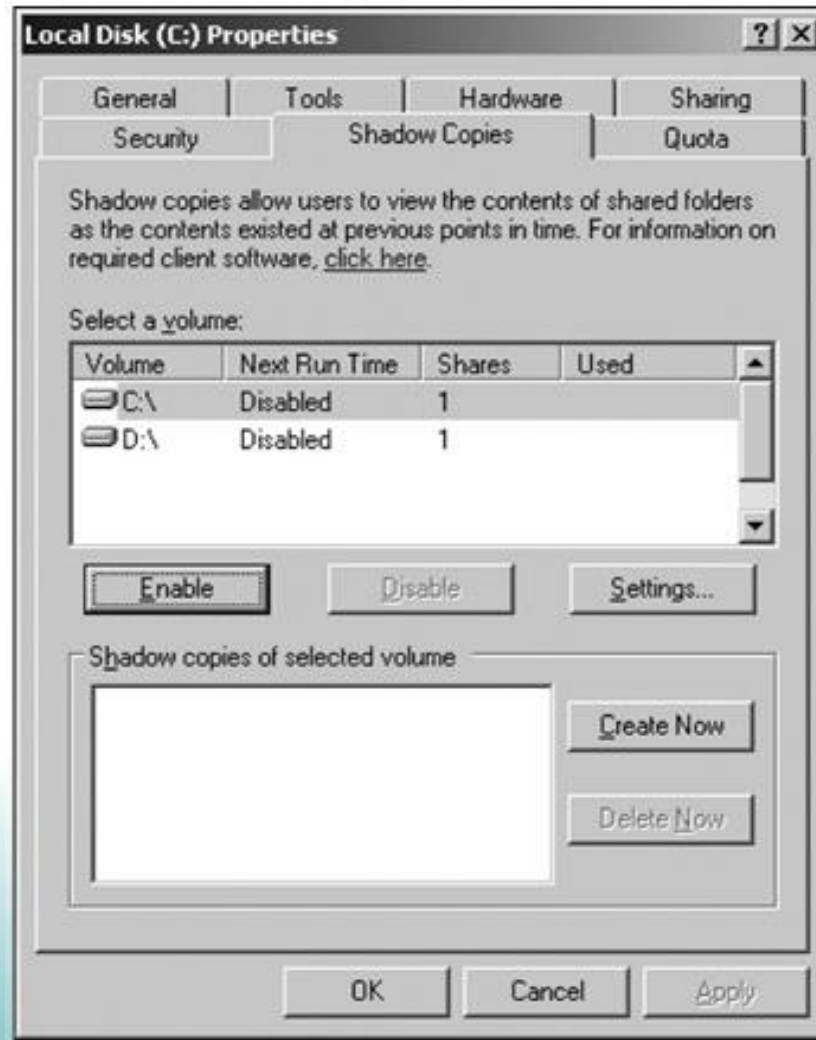 Local Disk (C:) Properties
General Tools Hardware Sharing
Security Shadow Copies Quota
Shadow copies allow users to view the contents of shared folders
as the contents existed at previous points in time. For information on
required client software, click here.
Select a volume:
Volume Next Run Time Shares Used
C:\ Disabled 1
D:\ Disabled 1
Enable Disable Settings...
Shadow copies of selected volume
Create Now
Delete Now
OK Cancel Apply